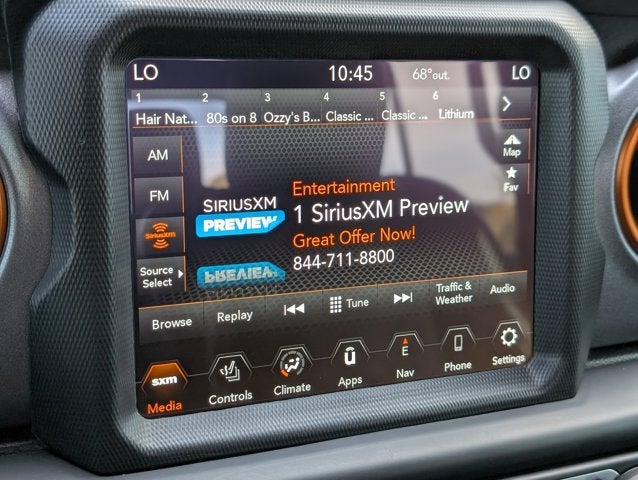 LO 10:45 68°out. LO
1 2 3 4 5 6
Hair Nat... 80s on 8 Ozzy's B... Classic ... Classic ... Lithium
AM
Map
FM
Fav
SiriusXM
Source
Select
SIRIUSXM
PREVIEW
Entertainment
1 SiriusXM Preview
Great Offer Now!
844-711-8800
Browse Replay Tune Traffic &
Weather Audio
sxm
Media Controls Climate Apps Nav Phone Settings
u
E